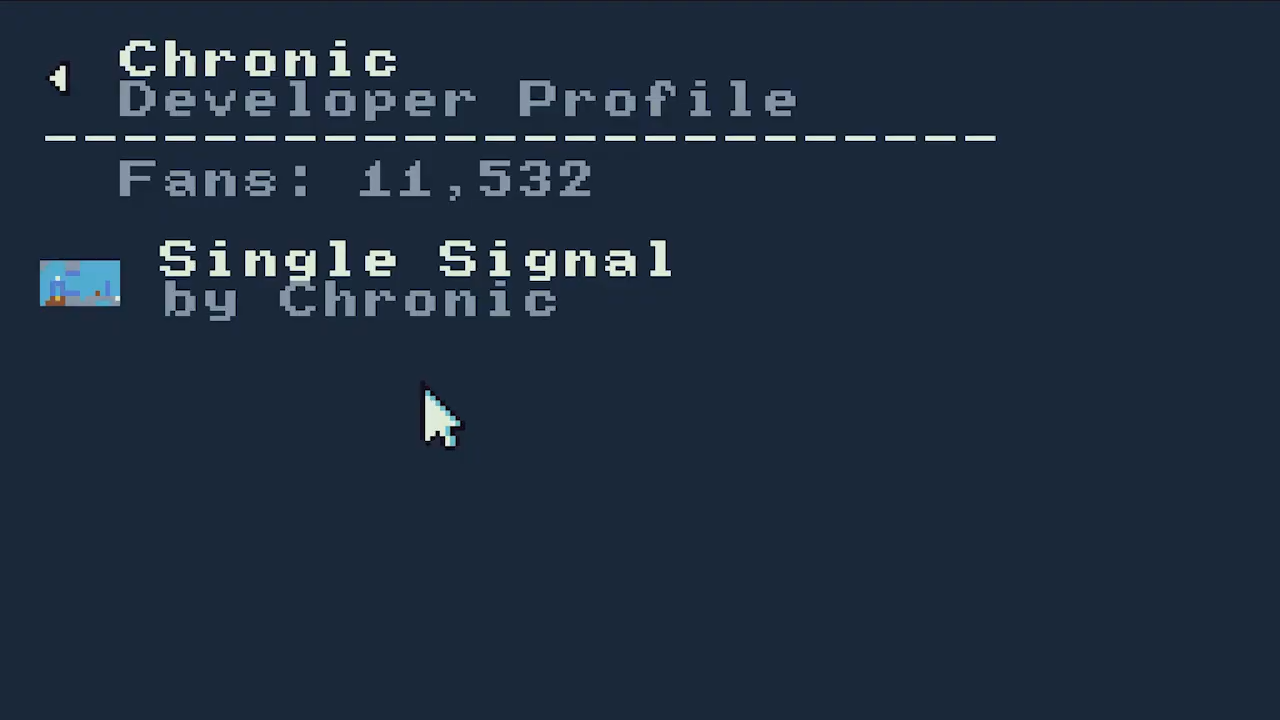 Chronic
Developer Profile
Fans: 11,532
Single Signal
by Chronic